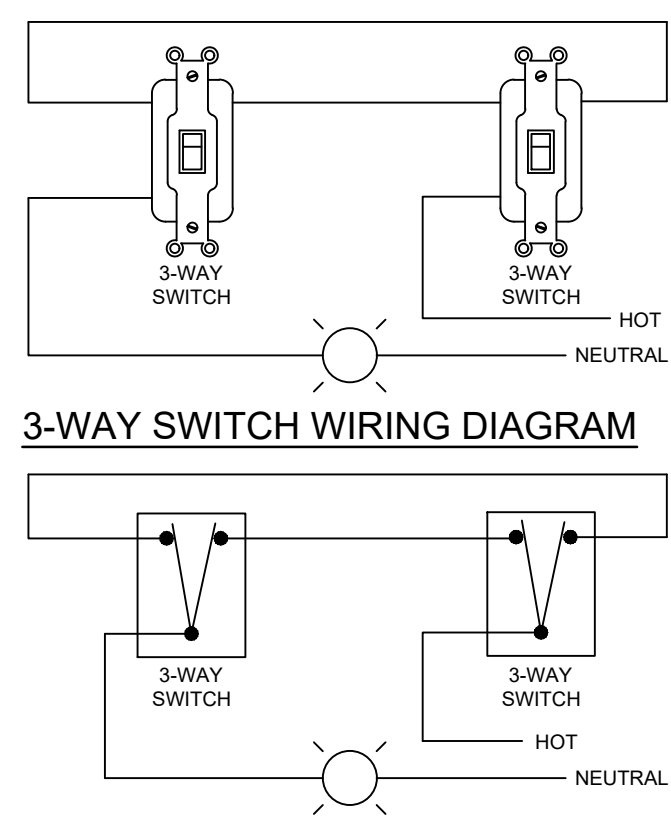 3-WAY
SWITCH
3-WAY
SWITCH
HOT
NEUTRAL
3-WAY SWITCH WIRING DIAGRAM
3-WAY
SWITCH
3-WAY
SWITCH
HOT
NEUTRAL